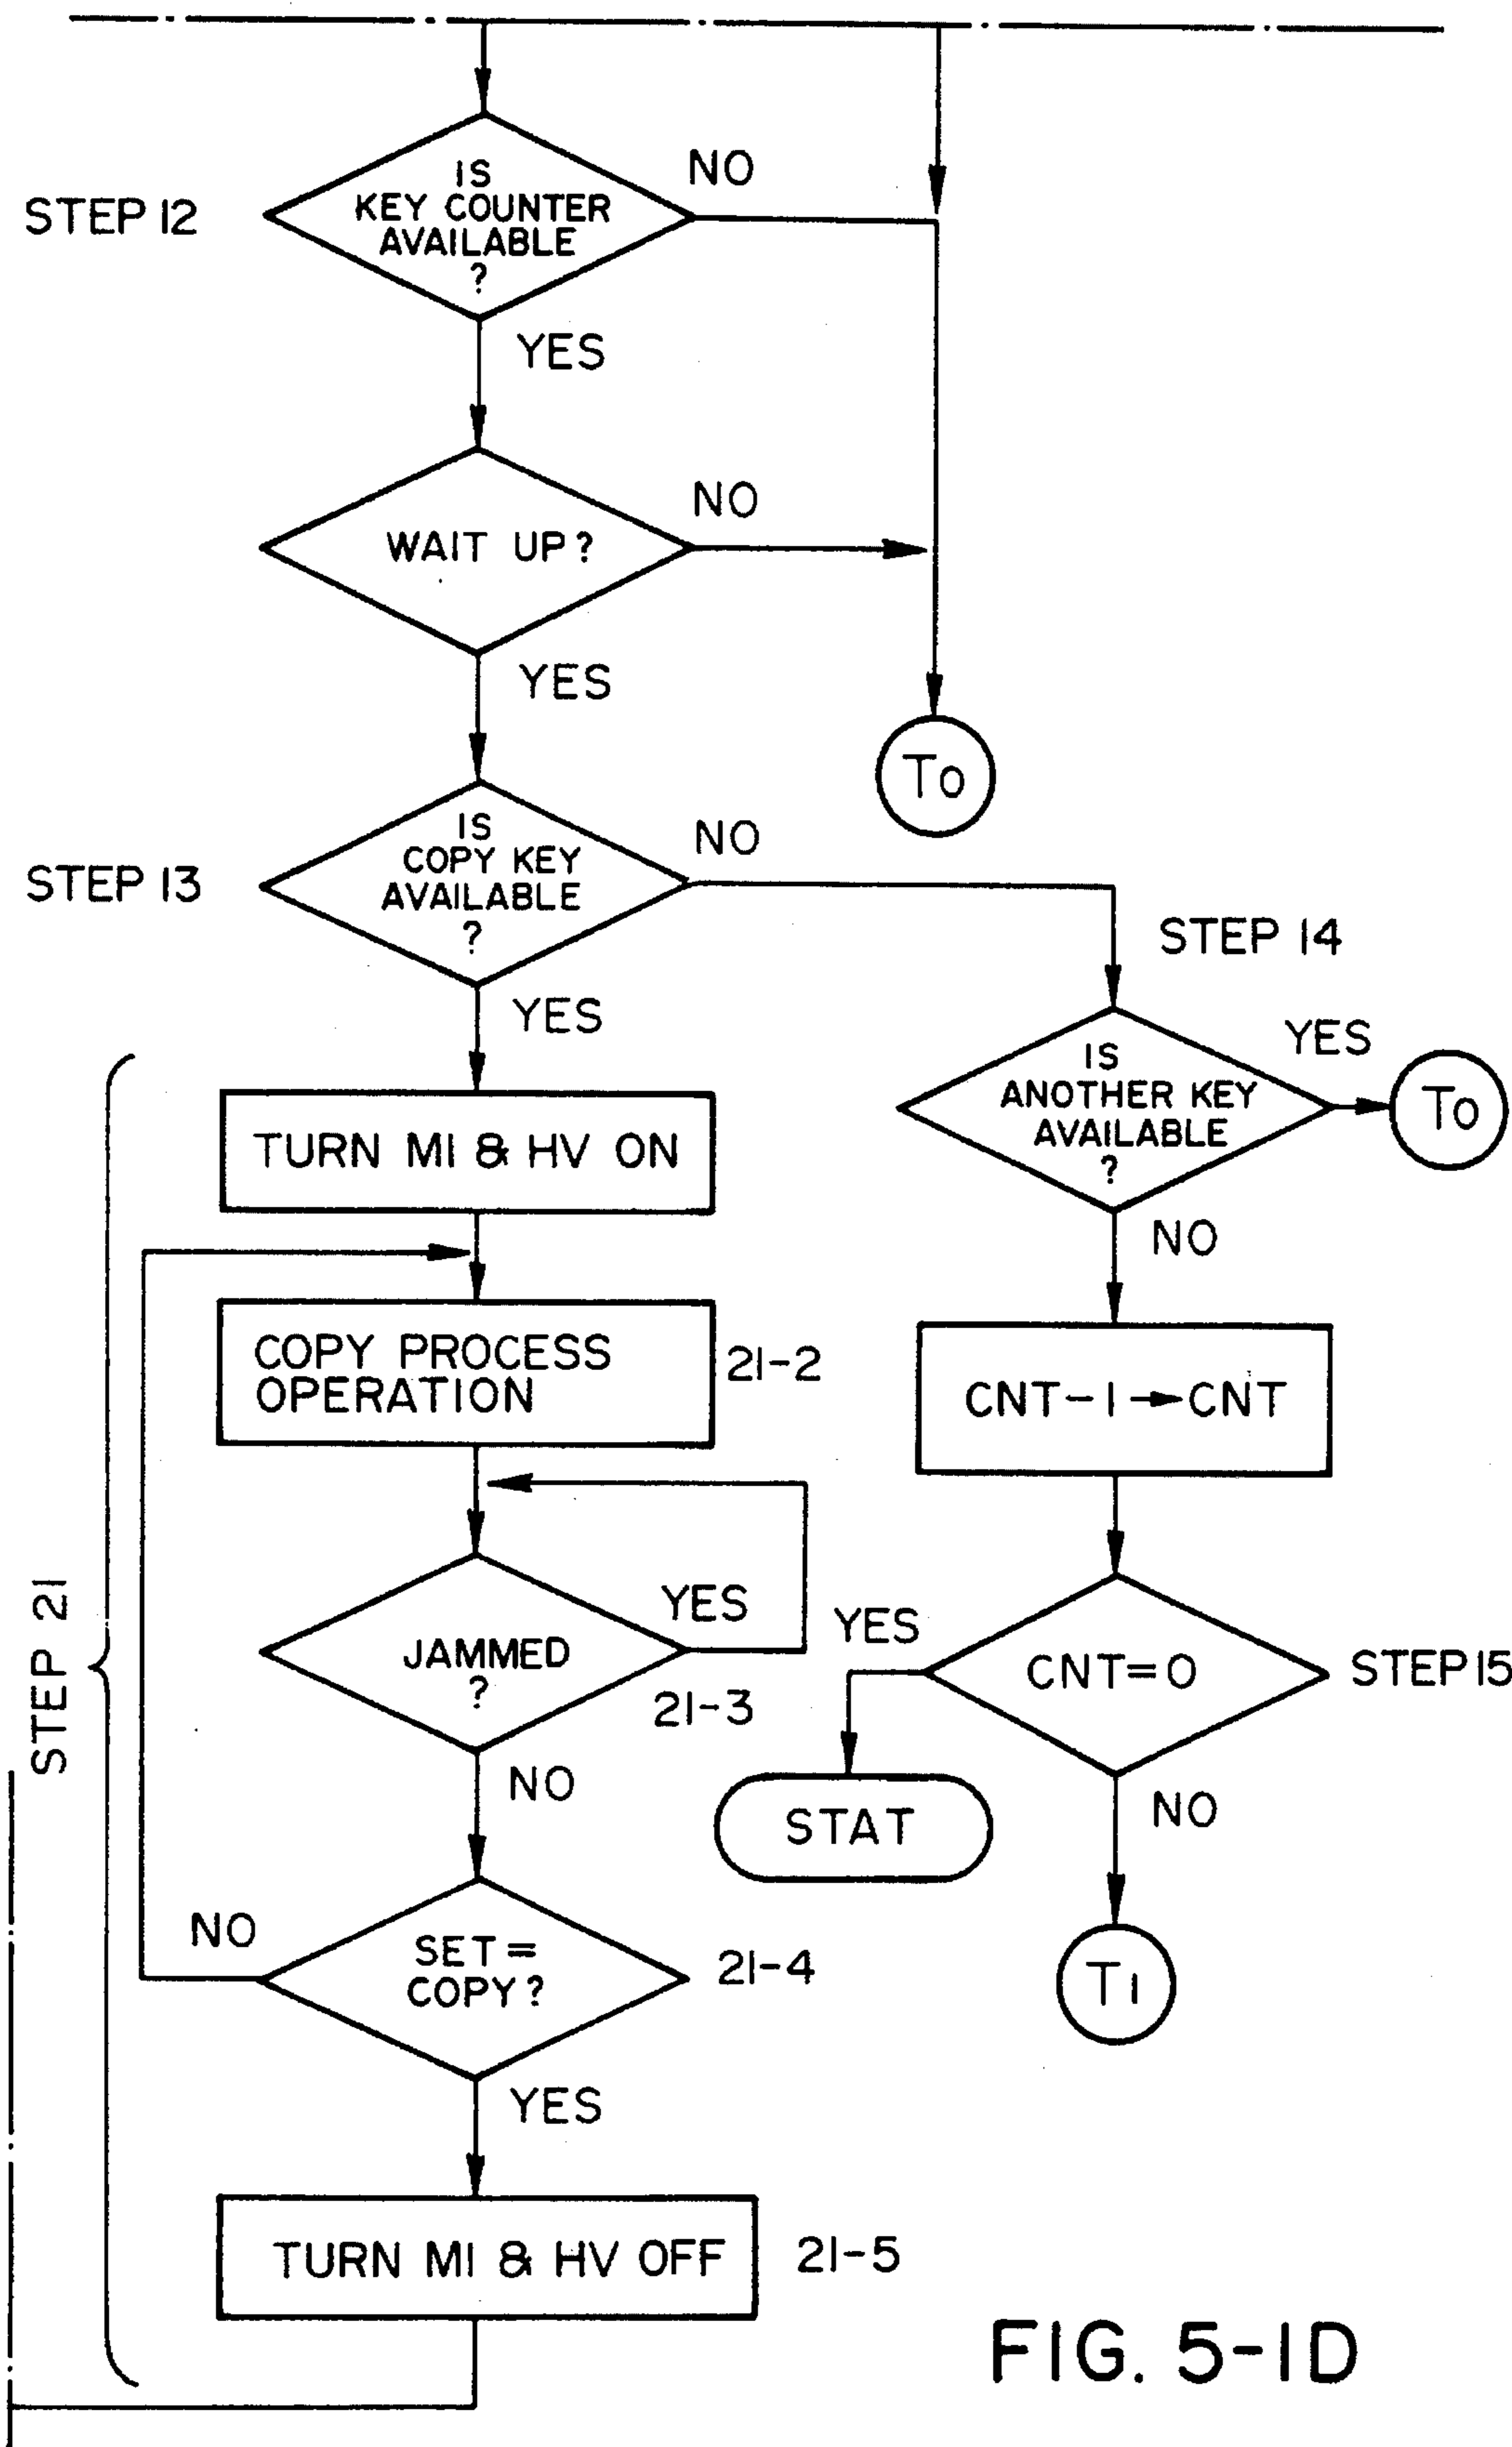 IS
KEY COUNTER
AVAILABLE
?
NO
STEP 12
YES
WAIT UP?
NO
YES
To
IS
COPY KEY
AVAILABLE
?
NO
STEP 13
YES
STEP 14
IS
ANOTHER KEY
AVAILABLE
?
YES
To
NO
TURN M1 & HV ON
COPY PROCESS
OPERATION
21-2
CNT-1→CNT
STEP 21
JAMMED
?
YES
21-3
NO
YES
CNT=0
STEP 15
STAT
NO
T1
NO
SET=
COPY?
21-4
YES
TURN M1 & HV OFF
21-5
FIG. 5-1D